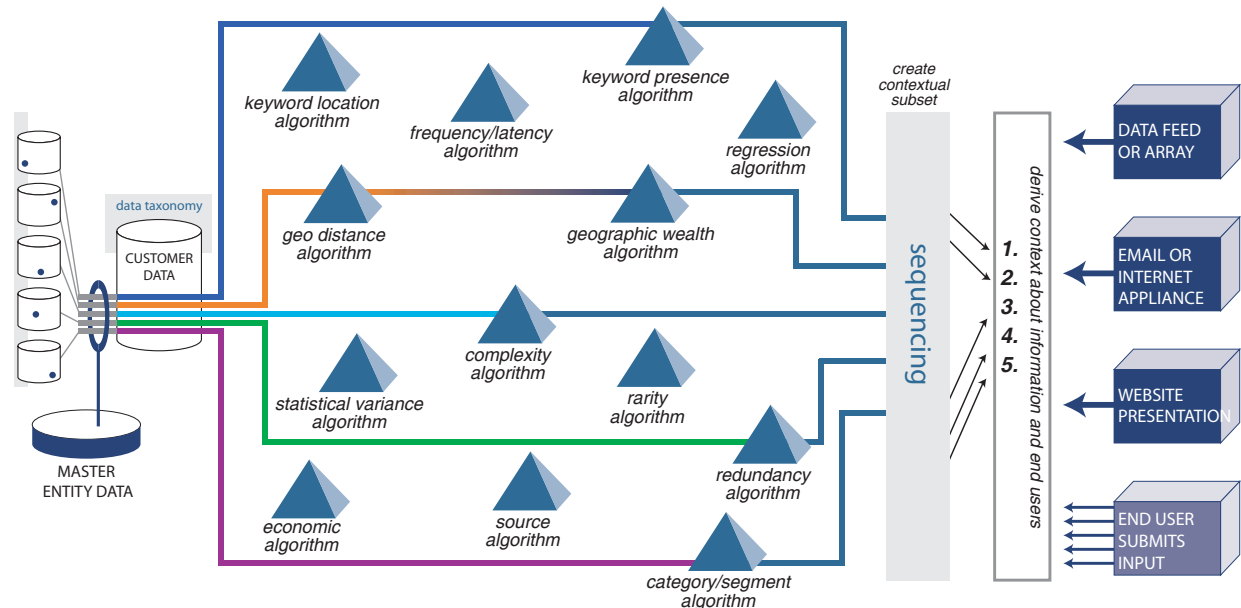 data taxonomy
CUSTOMER
DATA
MASTER
ENTITY DATA
keyword location
algorithm
frequency/latency
algorithm
keyword presence
algorithm
regression
algorithm
geo distance
algorithm
geographic wealth
algorithm
complexity
algorithm
statistical variance
algorithm
rarity
algorithm
redundancy
algorithm
economic
algorithm
source
algorithm
category/segment
algorithm
create
contextual
subset
sequencing
1.
2.
3.
4.
5.
derive context about information and end users
DATA FEED
OR ARRAY
EMAIL OR
INTERNET
APPLIANCE
WEBSITE
PRESENTATION
END USER
SUBMITS
INPUT